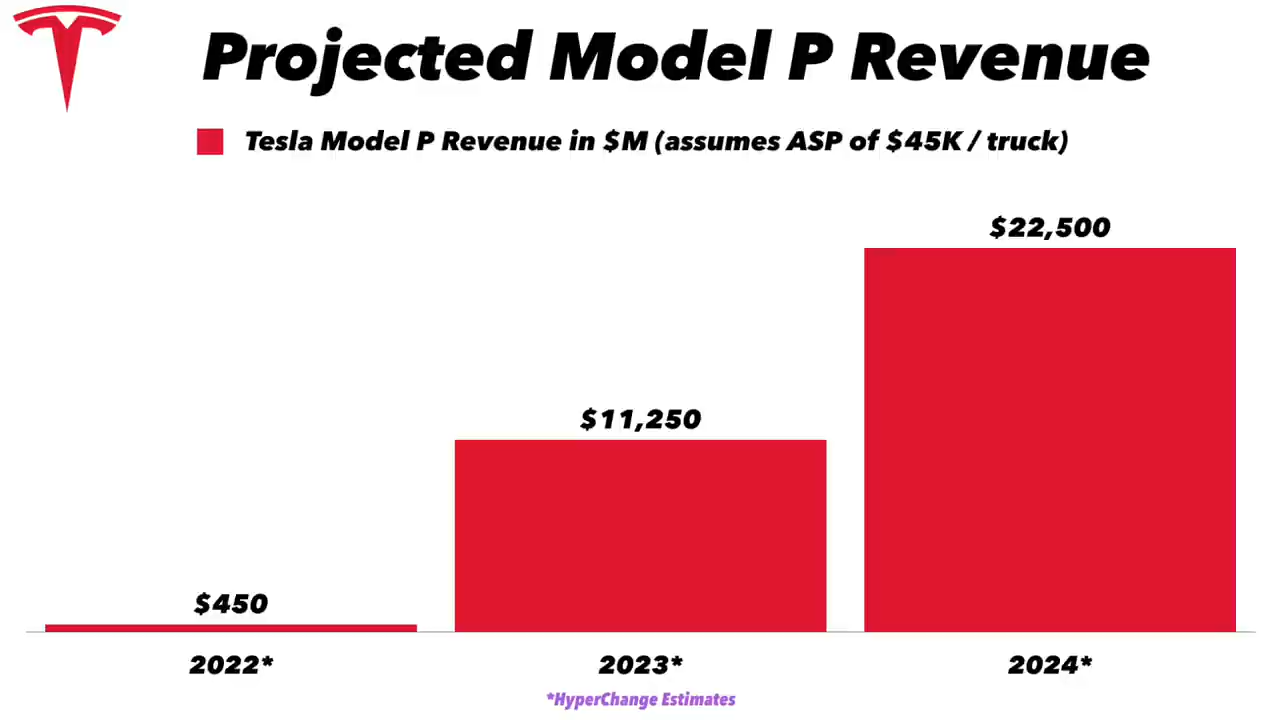 Projected Model P Revenue
Tesla Model P Revenue in $M (assumes ASP of $45K / truck)
$22,500
$11,250
$450
2022* 2023* 2024*
*HyperChange Estimates